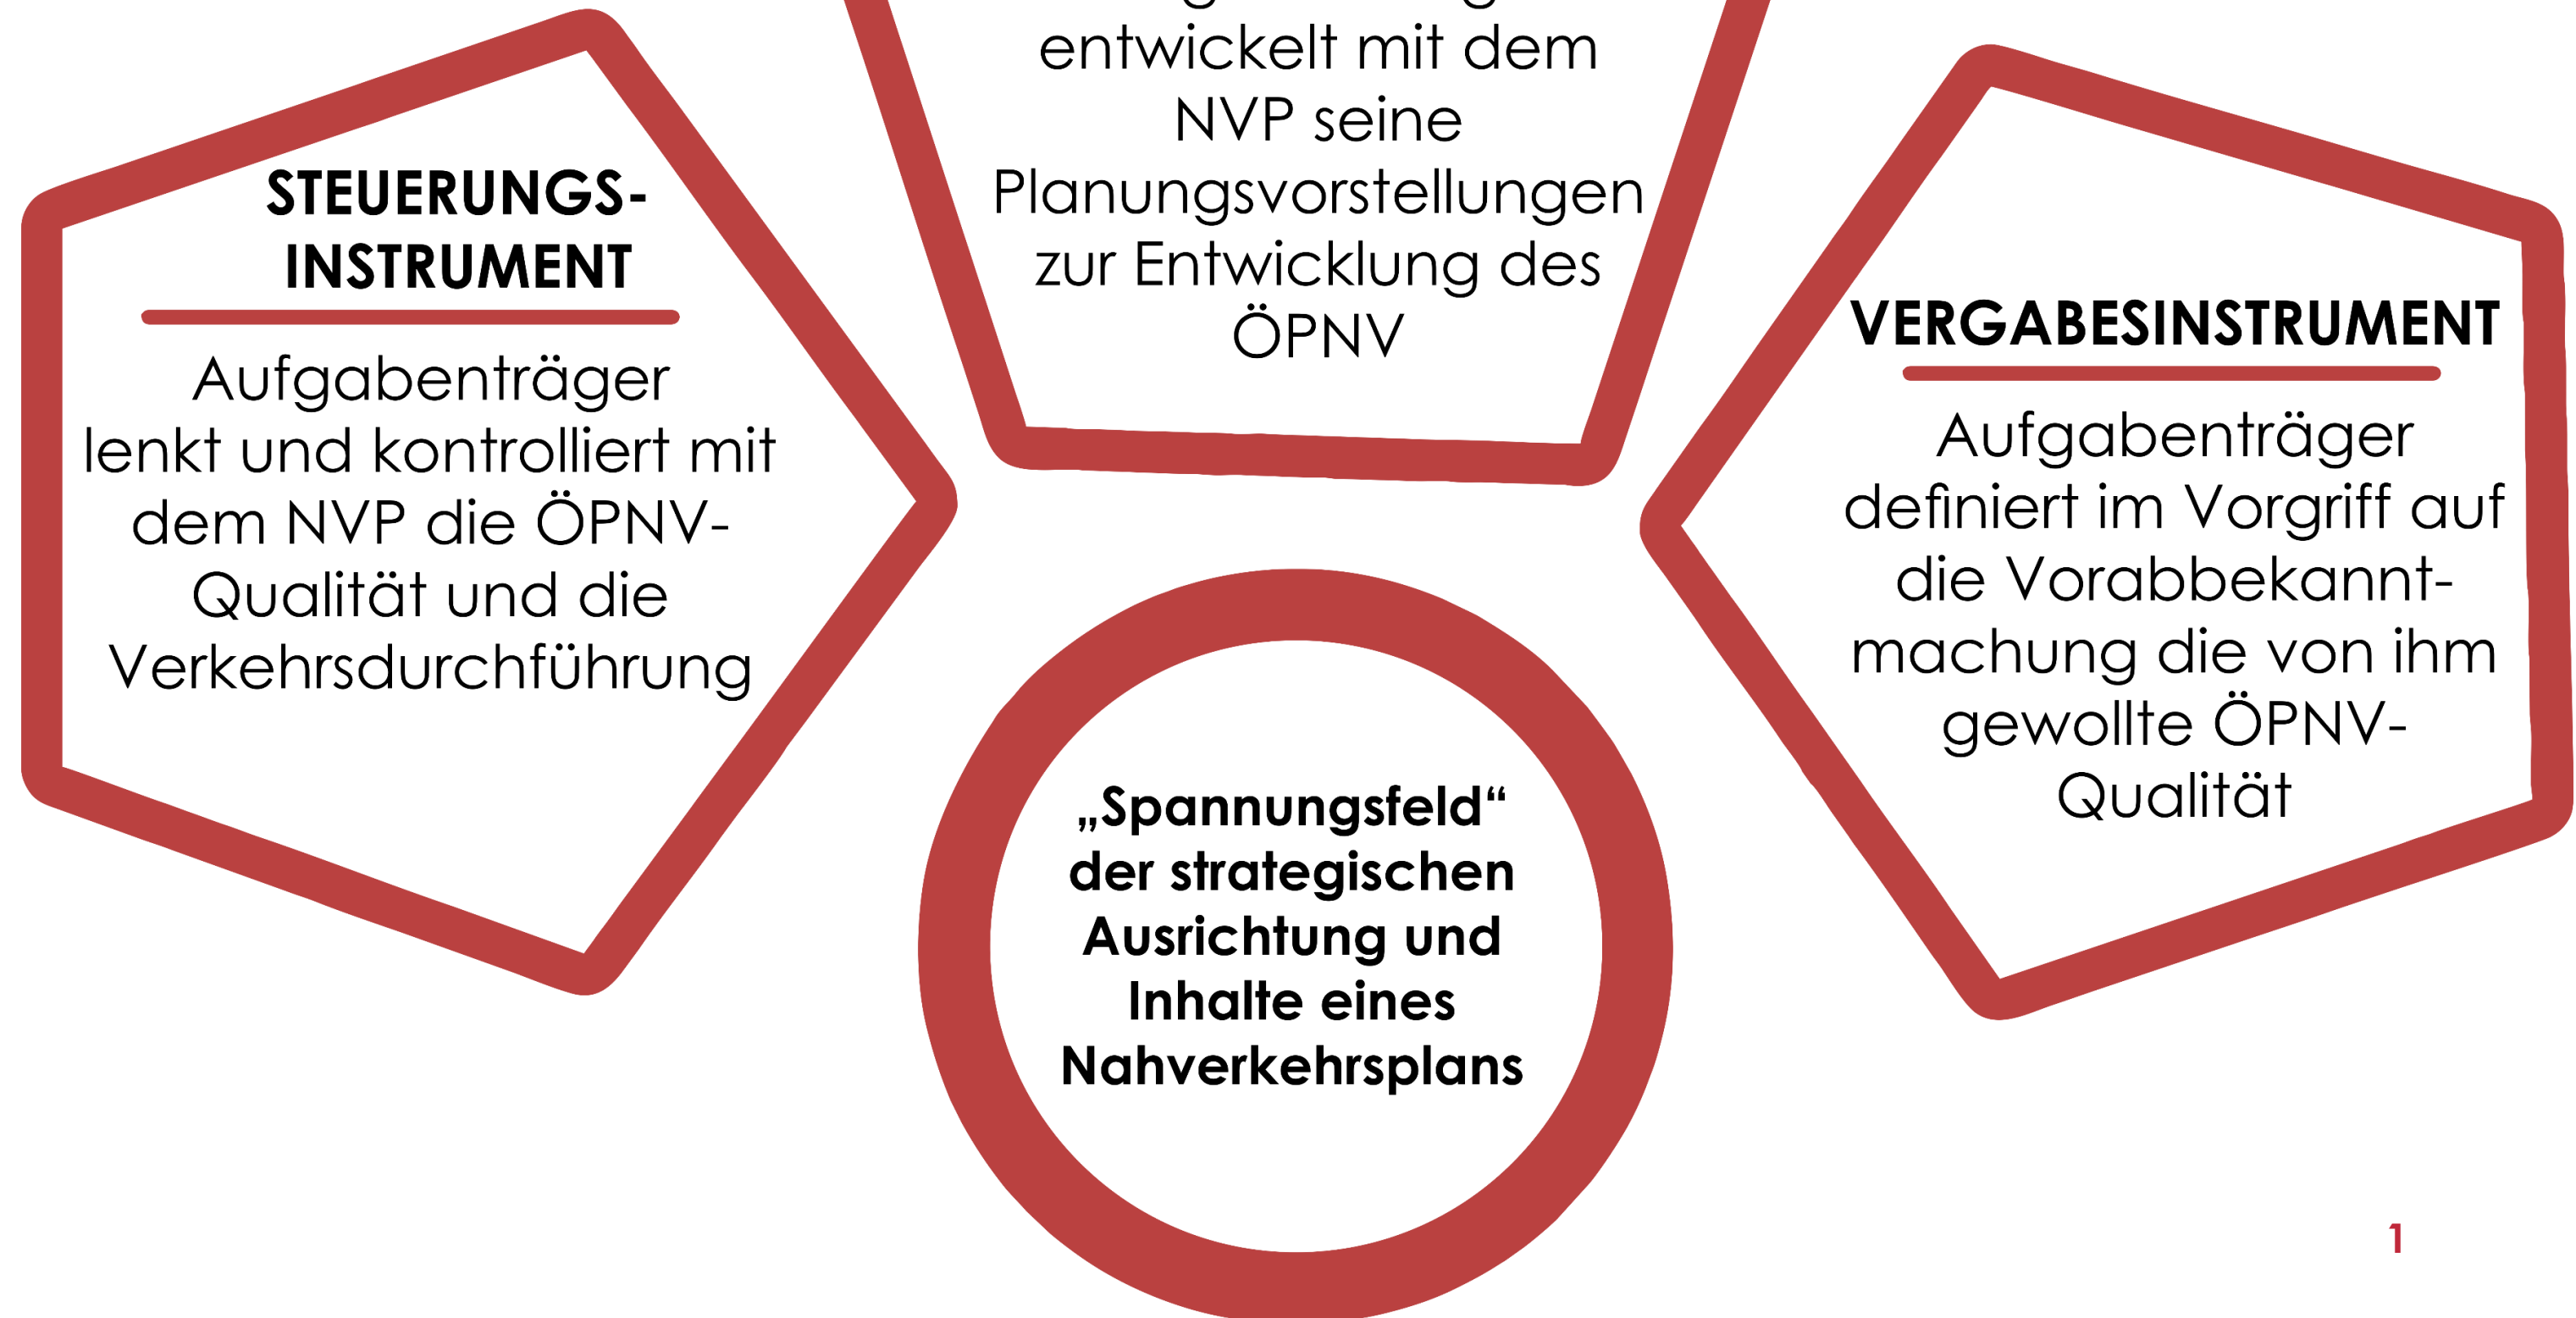 STEUERUNGS-
INSTRUMENT
Aufgabenträger
lenkt und kontrolliert mit
dem NVP die ÖPNV-
Qualität und die
Verkehrsdurchführung
entwickelt mit dem
NVP seine
Planungsvorstellungen
zur Entwicklung des
ÖPNV
VERGABESINSTRUMENT
Aufgabenträger
definiert im Vorgriff auf
die Vorabbekannt-
machung die von ihm
gewollte ÖPNV-
Qualität
„Spannungsfeld“
der strategischen
Ausrichtung und
Inhalte eines
Nahverkehrsplans
1